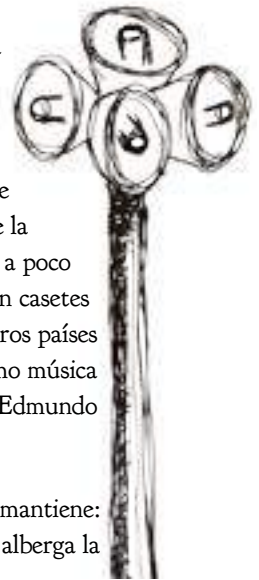 A
e
e la
a poco
n casetes
ros países
no música
Edmundo
mantiene:
alberga la